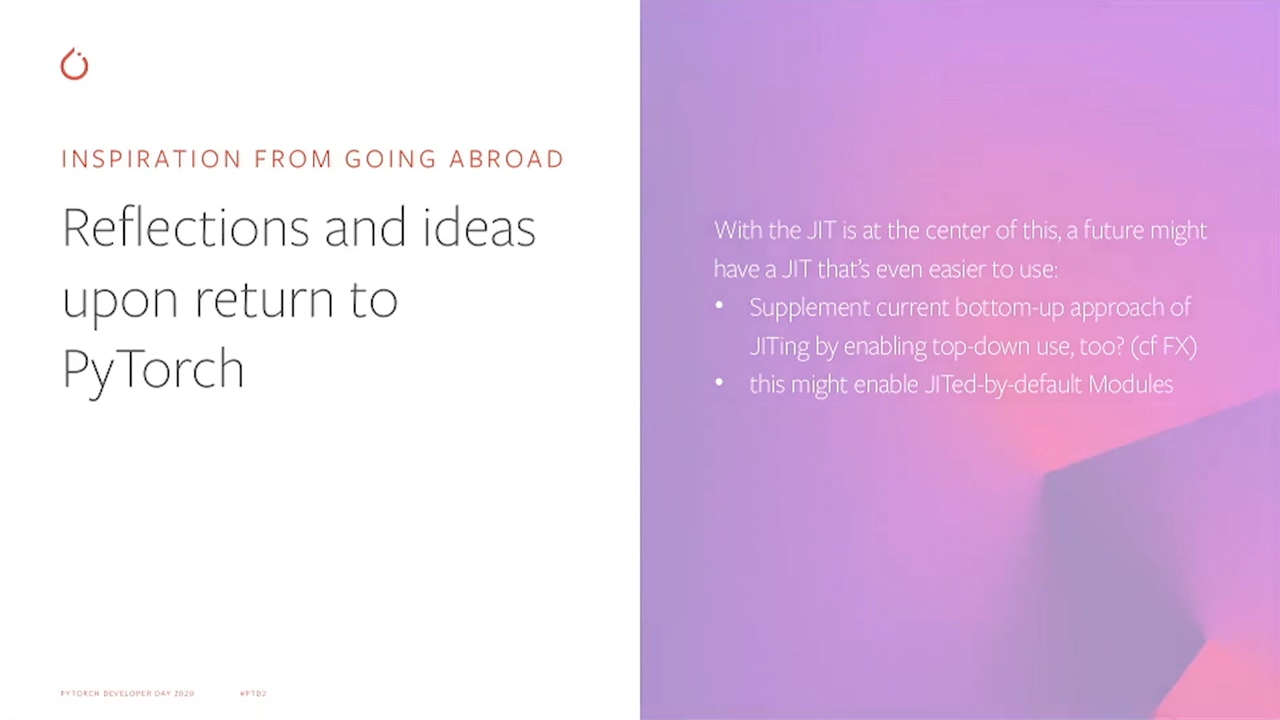 INSPIRATION FROM GOING ABROAD
Reflections and ideas
upon return to
PyTorch
With the JIT is at the center of this, a future might
have a JIT that's even easier to use:
• Supplement current bottom-up approach of
JITing by enabling top-down use, too? (cf FX)
• this might enable JITed-by-default Modules
PYTORCH DEVELOPER DAY 2020
#PTD2